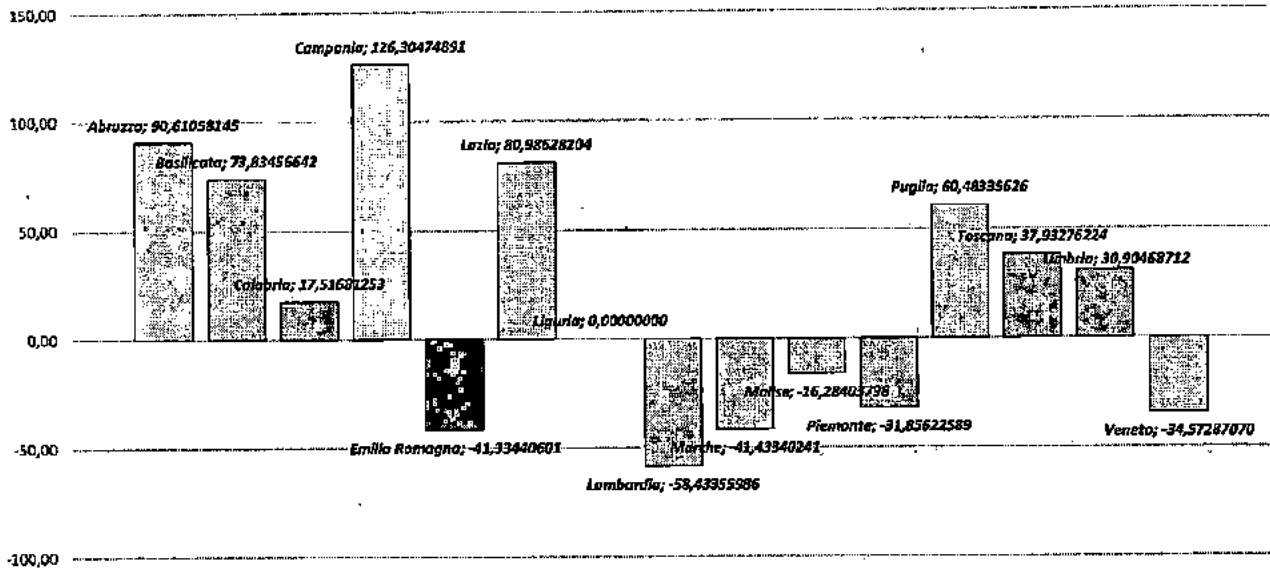 150,00
Campania; 126,30474891
100,00
Abruzzo; 90,61058145
Lazio; 80,98628204
Basilicata; 73,83456642
Puglia; 60,48335626
50,00
Toscana; 37,93276224
Umbria; 30,90468712
Calabria; 17,51681253
Liguria; 0,00000000
0,00
Molise; -16,28403798
Piemonte; -31,85622589
Veneto; -34,57287070
Emilia Romagna; -41,33440601
Marche; -41,43340241
-50,00
Lombardia; -58,43355986
-100,00